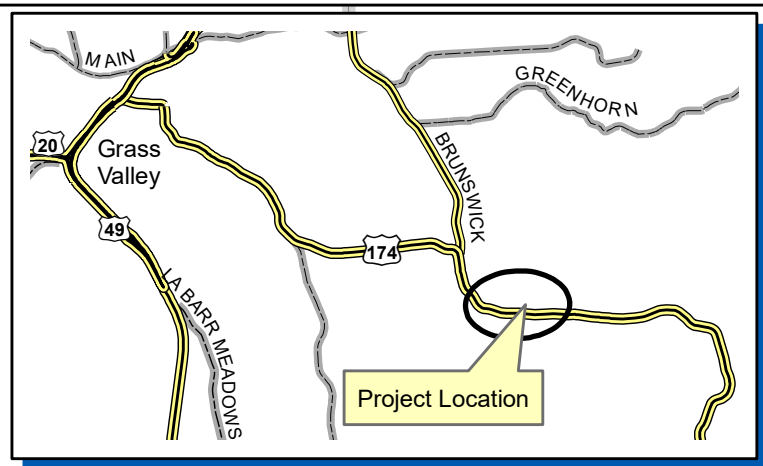 MAIN
GREENHORN
20
Grass
Valley
BRUNSWICK
49
174
LA BARR MEADOWS
Project Location